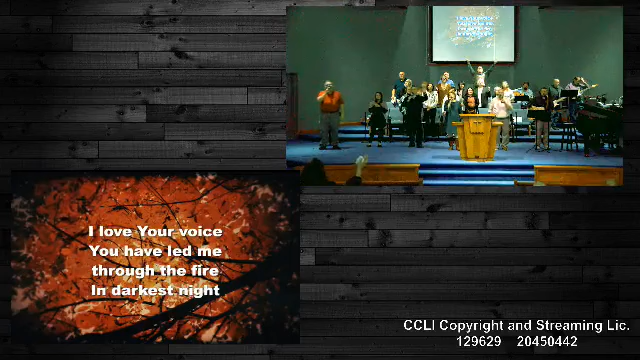 I love Your voice
You have led me
through the fire
In darkest night
CCLI Copyright and Streaming Lic.
129629 20450442